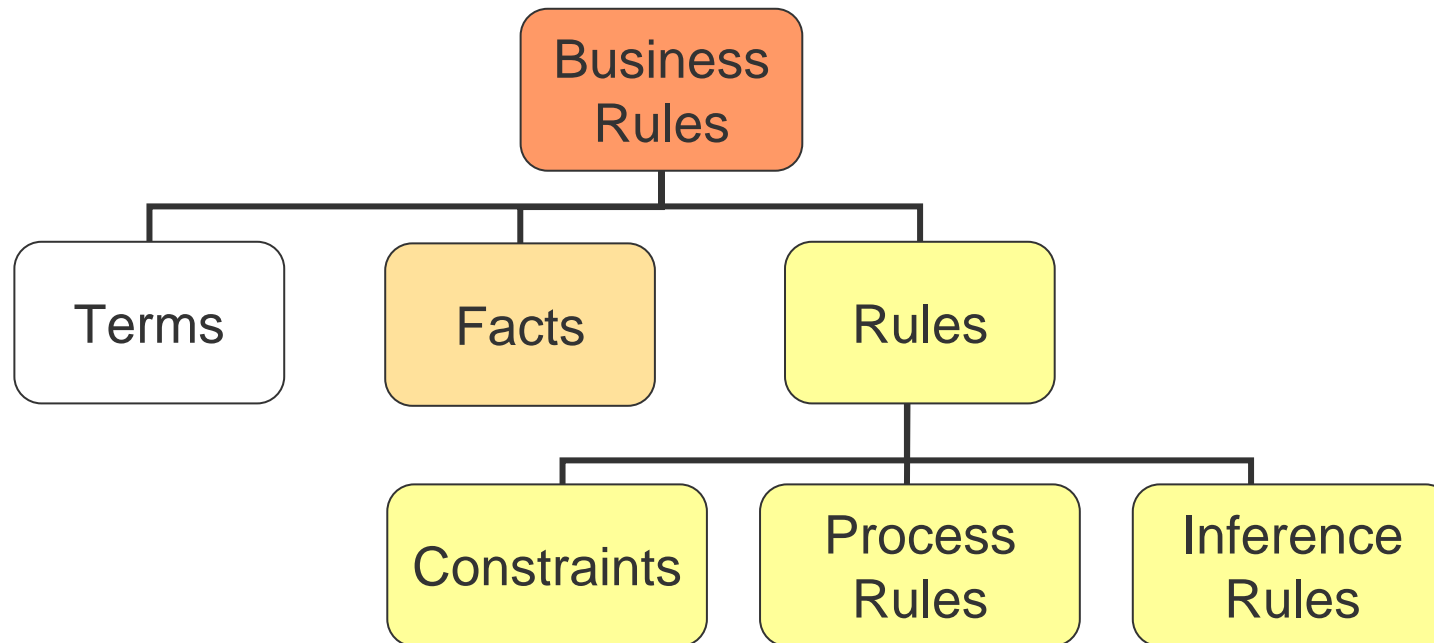 Business
Rules
Terms
Facts
Rules
Constraints
Process
Rules
Inference
Rules